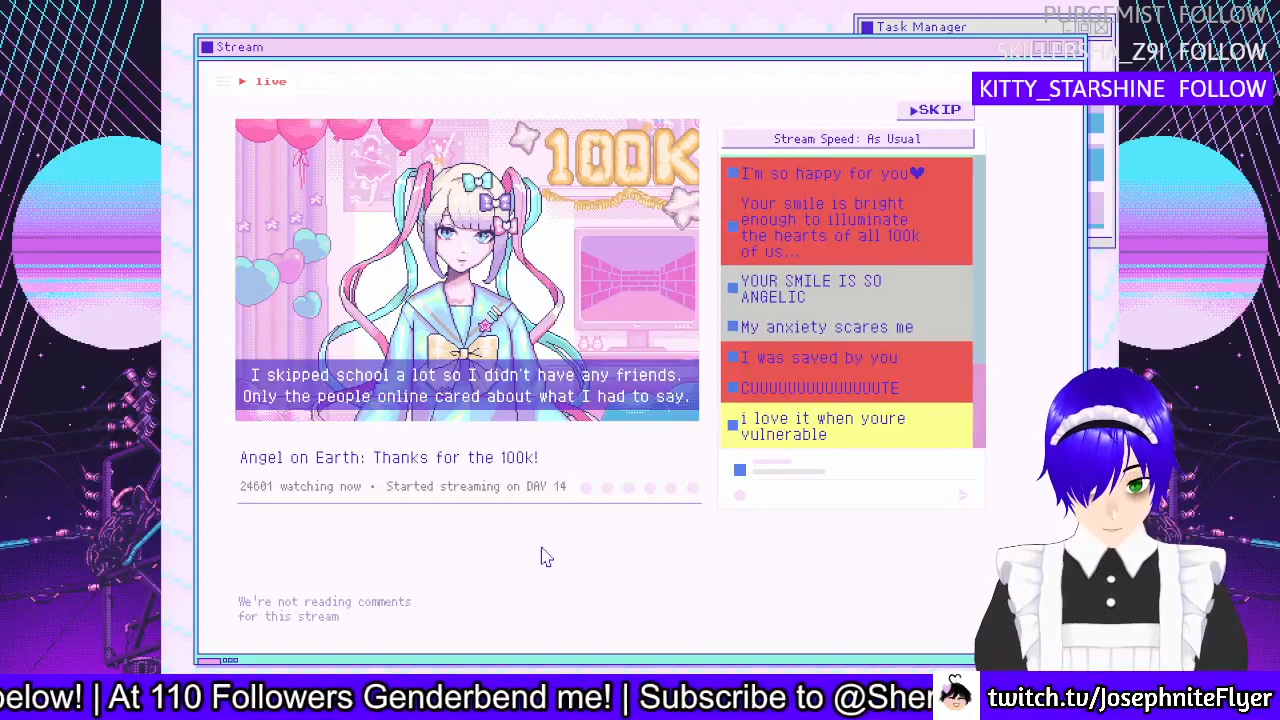 PURGEMIST FOLLOW
Task Manager
Stream
FOLLOW
live
KITTY_STARSHINE FOLLOW
▶SKIP
100K
Stream Speed: As Usual
I'm so happy for you♥
Your smile is bright
enough to illuminate
the hearts of all 100k
of us...
YOUR SMILE IS SO
ANGELIC
My anxiety scares me
I was saved by you
CUUUUUUUUUUUUUUUTE
i love it when youre
vulnerable
I skipped school a lot so I didn't have any friends.
Only the people online cared about what I had to say.
Angel on Earth: Thanks for the 100k!
24601 watching now • Started streaming on DAY 14
We're not reading comments
for this stream
below! | At 110 Followers Genderbend me! | Subscribe to @Sher
twitch.tv/JosephniteFlyer